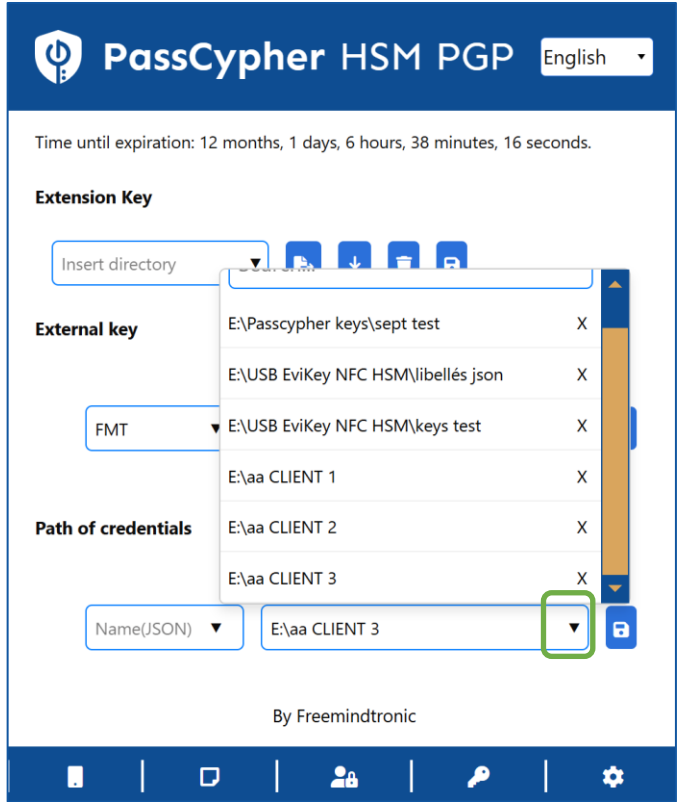 PassCypher HSM PGP
English
Time until expiration: 12 months, 1 days, 6 hours, 38 minutes, 16 seconds.
Extension Key
Insert directory
External key
E:\Passcypher keys\sept test X
E:\USB EviKey NFC HSM\libellés json X
FMT
E:\USB EviKey NFC HSM\keys test X
E:\aa CLIENT 1 X
Path of credentials
E:\aa CLIENT 2 X
E:\aa CLIENT 3 X
Name(JSON)
E:\aa CLIENT 3
By Freemindtronic